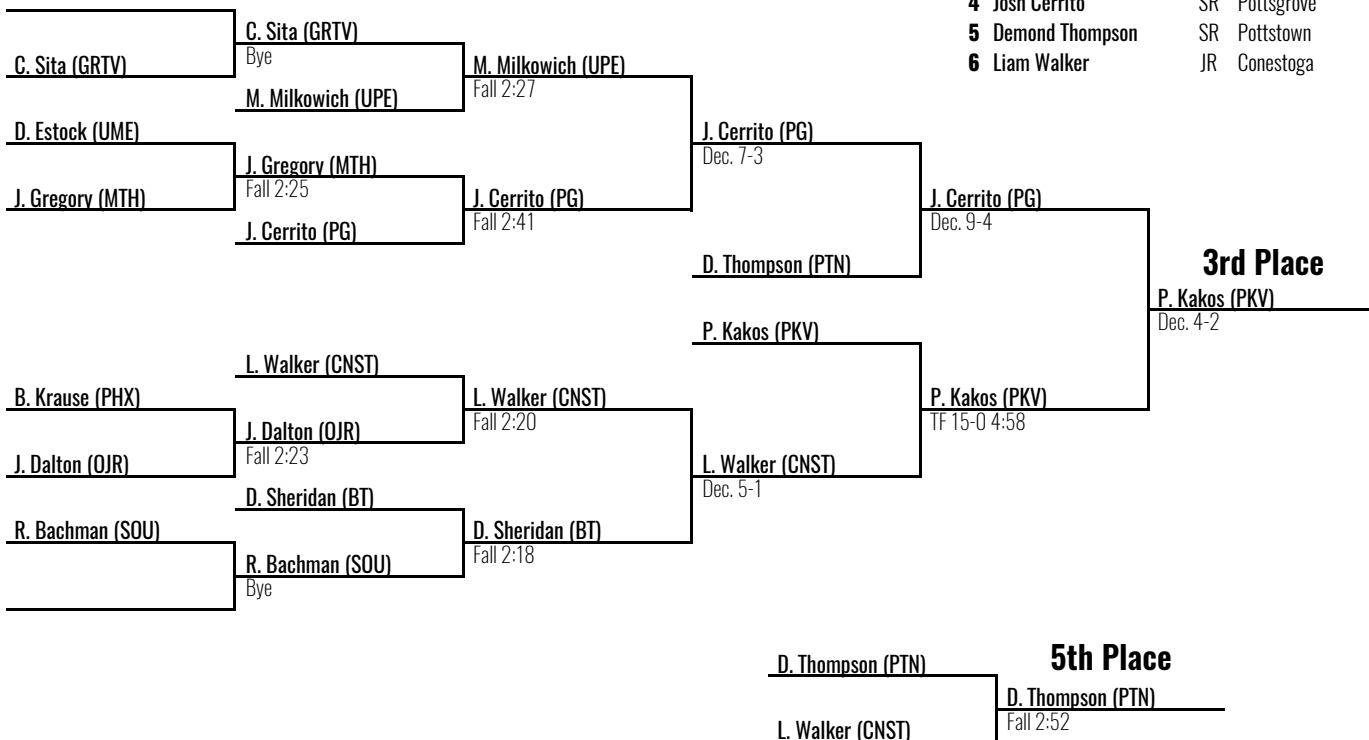 4 Josh Cerrito SR Pottsgrove
C. Sita (GRTV)
5 Demond Thompson SR Pottstown
Bye
C. Sita (GRTV)
M. Milkowich (UPE)
6 Liam Walker JR Conestoga
Fall 2:27
M. Milkowich (UPE)
D. Estock (UME)
J. Cerrito (PG)
Dec. 7-3
J. Gregory (MTH)
Fall 2:25
J. Gregory (MTH)
J. Cerrito (PG)
J. Cerrito (PG)
Fall 2:41
Dec. 9-4
J. Cerrito (PG)
D. Thompson (PTN)
3rd Place
P. Kakos (PKV)
Dec. 4-2
P. Kakos (PKV)
L. Walker (CNST)
B. Krause (PHX)
L. Walker (CNST)
P. Kakos (PKV)
Fall 2:20
TF 15-0 4:58
J. Dalton (OJR)
Fall 2:23
J. Dalton (OJR)
L. Walker (CNST)
Dec. 5-1
D. Sheridan (BT)
R. Bachman (SOU)
D. Sheridan (BT)
Fall 2:18
R. Bachman (SOU)
Bye
5th Place
D. Thompson (PTN)
D. Thompson (PTN)
Fall 2:52
L. Walker (CNST)